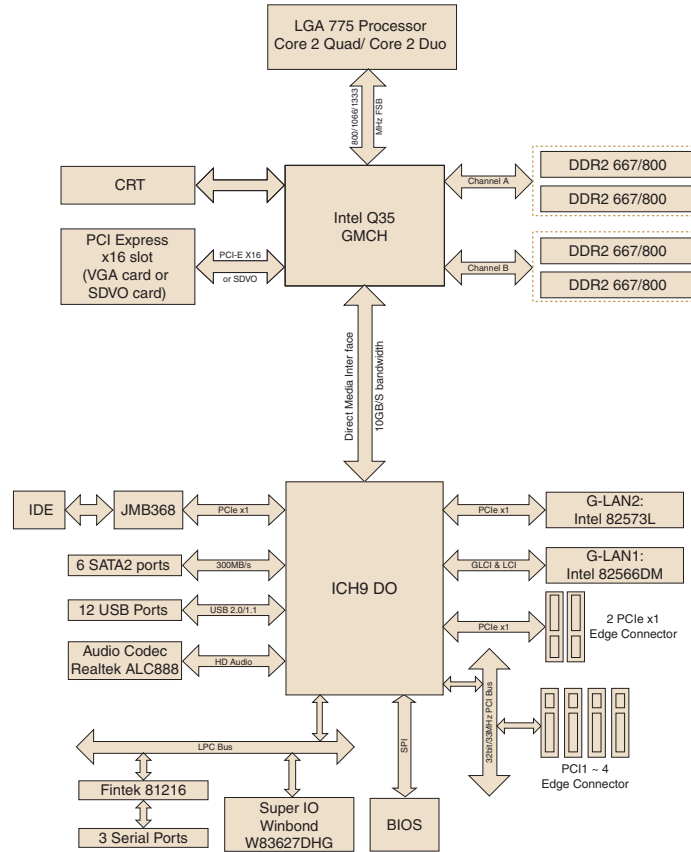 LGA 775 Processor
Core 2 Quad/ Core 2 Duo
800/1066/1333
MHz FSB
CRT
Intel Q35
GMCH
Channel A
DDR2 667/800
DDR2 667/800
PCI Express
x16 slot
(VGA card or
SDVO card)
PCI-E X16
or SDVO
Channel B
DDR2 667/800
DDR2 667/800
Direct Media Inter face
10GB/S bandwidth
IDE
JMB368
PCIe x1
ICH9 DO
PCIe x1
G-LAN2:
Intel 82573L
6 SATA2 ports
300MB/s
GLCI & LCI
G-LAN1:
Intel 82566DM
12 USB Ports
USB 2.0/1.1
PCIe x1
2 PCIe x1
Edge Connector
Audio Codec
Realtek ALC888
HD Audio
32bit/33MHz PCI Bus
PCI1 ~ 4
Edge Connector
LPC Bus
SPI
Fintek 81216
3 Serial Ports
Super IO
Winbond
W83627DHG
BIOS